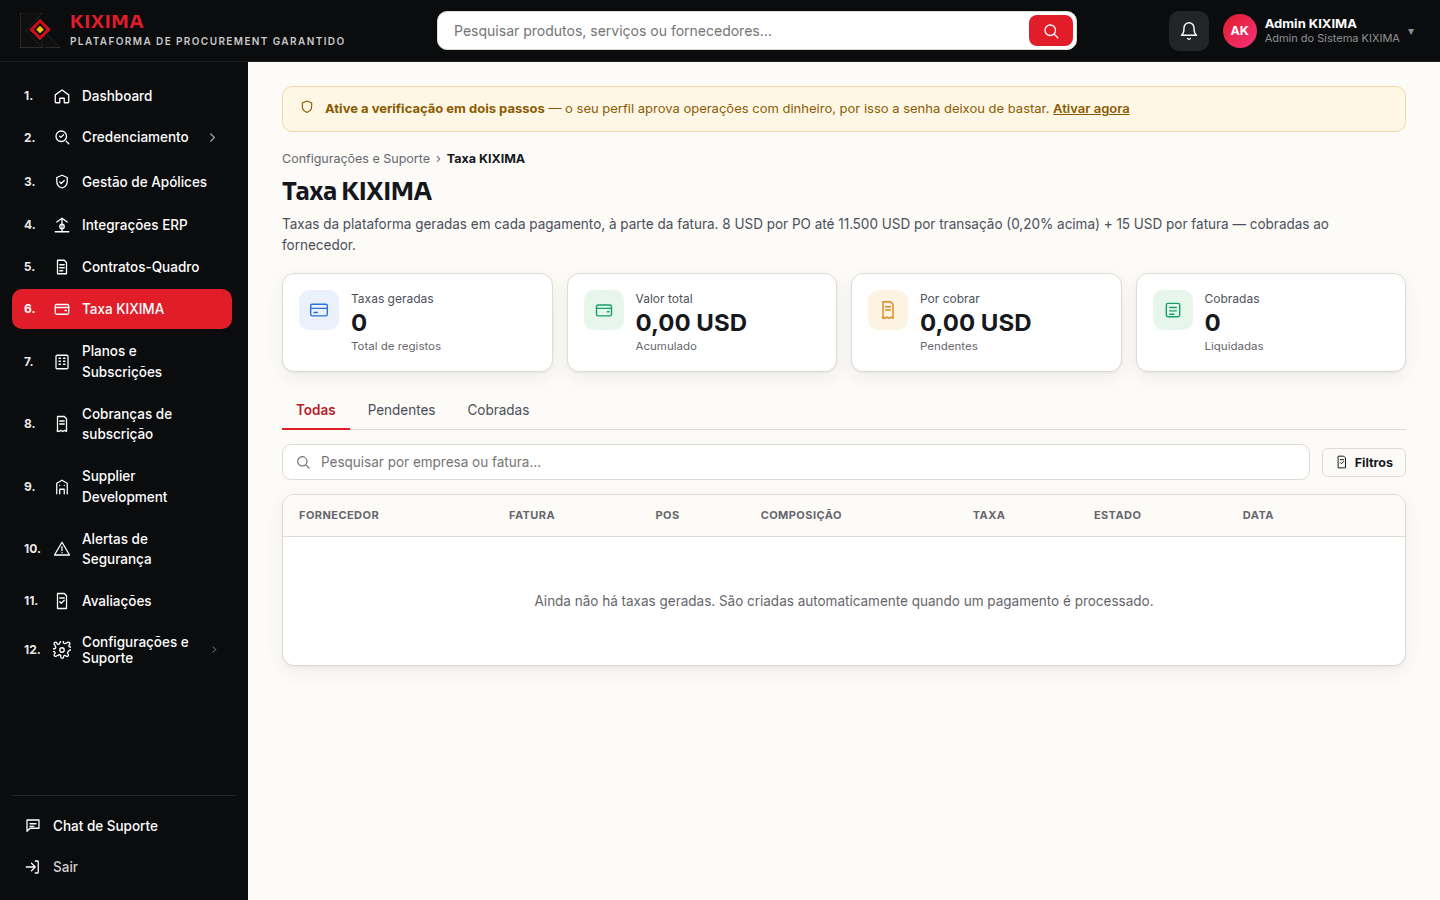 KIXIMA
PLATAFORMA DE PROCUREMENT GARANTIDO
Pesquisar produtos, serviços ou fornecedores...
AK
Admin KIXIMA
Admin do Sistema KIXIMA
1. Dashboard
2. Credenciamento
3. Gestão de Apólices
4. Integrações ERP
5. Contratos-Quadro
6. Taxa KIXIMA
7. Planos e
Subscrições
8. Cobranças de
subscrição
9. Supplier
Development
10. Alertas de
Segurança
11. Avaliações
12. Configurações e
Suporte
Chat de Suporte
Sair
Ative a verificação em dois passos — o seu perfil aprova operações com dinheiro, por isso a senha deixou de bastar. Ativar agora
Configurações e Suporte › Taxa KIXIMA
Taxa KIXIMA
Taxas da plataforma geradas em cada pagamento, à parte da fatura. 8 USD por PO até 11.500 USD por transação (0,20% acima) + 15 USD por fatura — cobradas ao
fornecedor.
Taxas geradas
0
Total de registos
Valor total
0,00 USD
Acumulado
Por cobrar
0,00 USD
Pendentes
Cobradas
0
Liquidadas
Todas Pendentes Cobradas
Pesquisar por empresa ou fatura...
Filtros
FORNECEDOR FATURA POS COMPOSIÇÃO TAXA ESTADO DATA
Ainda não há taxas geradas. São criadas automaticamente quando um pagamento é processado.